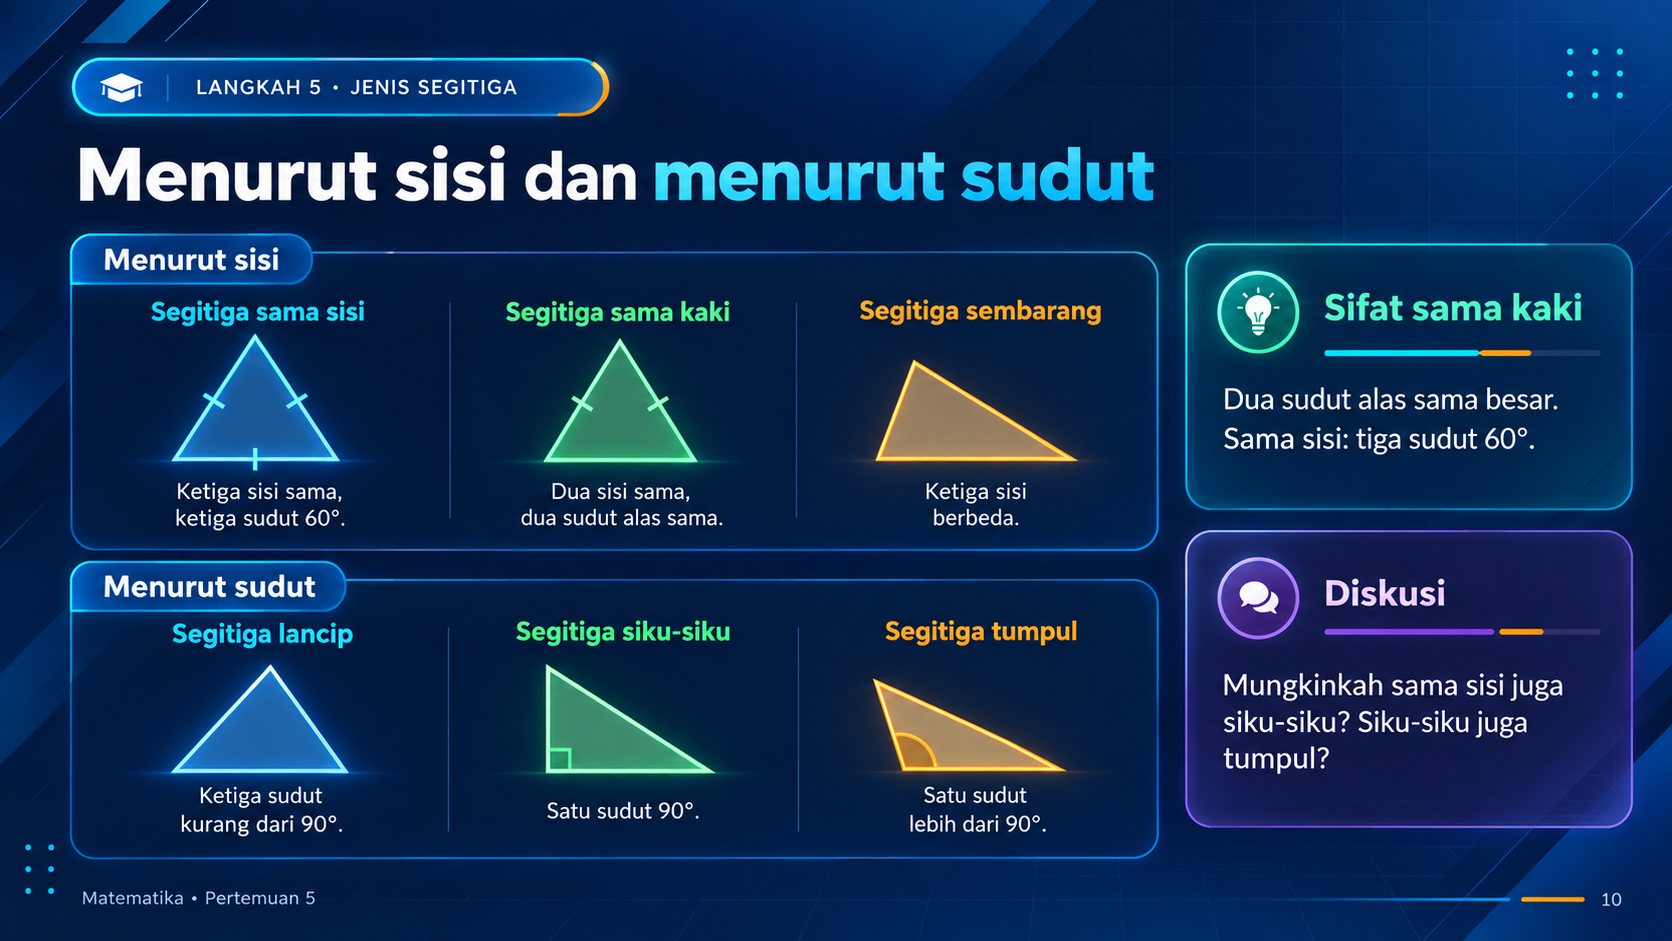 LANGKAH 5 • JENIS SEGITIGA
Menurut sisi dan menurut sudut
Menurut sisi
Segitiga sama sisi
Ketiga sisi sama,
ketiga sudut 60°.
Segitiga sama kaki
Dua sisi sama,
dua sudut alas sama.
Segitiga sembarang
Ketiga sisi
berbeda.
Menurut sudut
Segitiga lancip
Ketiga sudut
kurang dari 90°.
Segitiga siku-siku
Satu sudut 90°.
Segitiga tumpul
Satu sudut
lebih dari 90°.
Sifat sama kaki
Dua sudut alas sama besar.
Sama sisi: tiga sudut 60°.
Diskusi
Mungkinkah sama sisi juga
siku-siku? Siku-siku juga
tumpul?
Matematika • Pertemuan 5
10